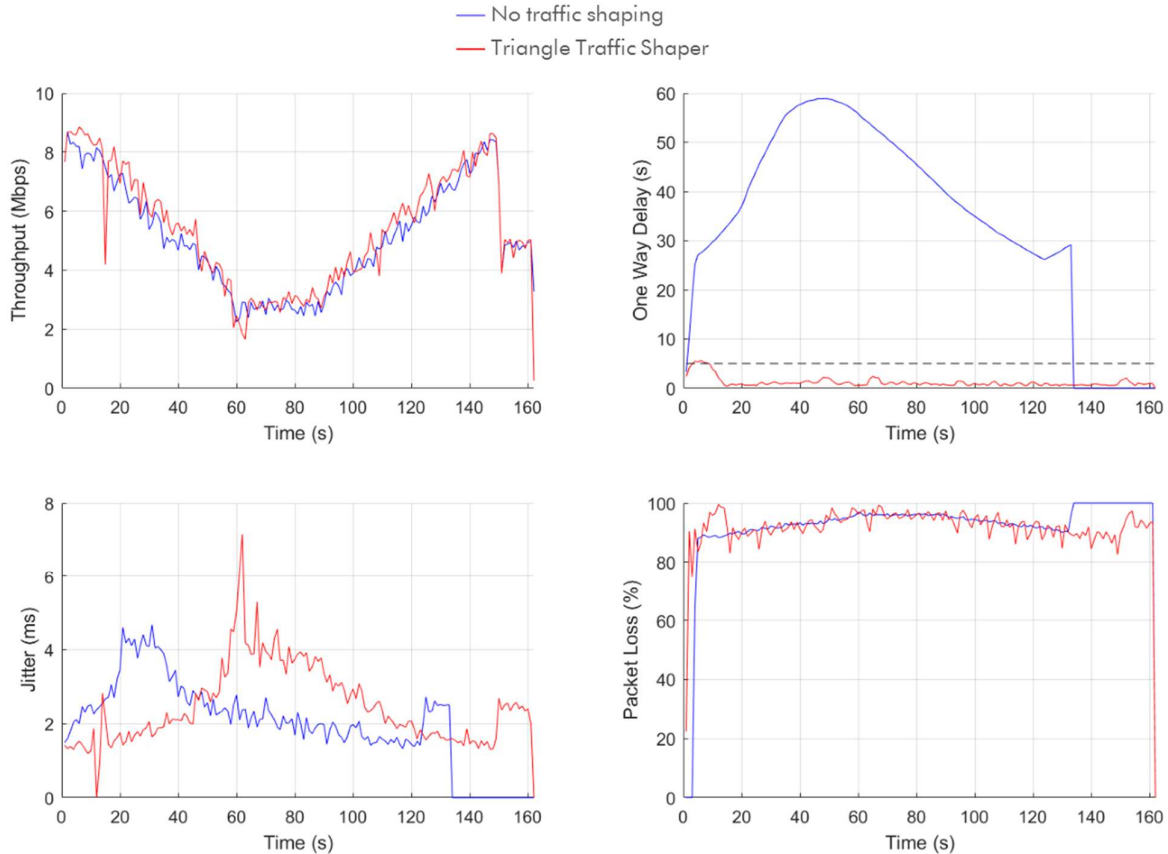 No traffic shaping
Triangle Traffic Shaper
10
8
6
4
2
0
Throughput (Mbps)
0 20 40 60 80 100 120 140 160
Time (s)
60
50
40
30
20
10
0
One Way Delay (s)
0 20 40 60 80 100 120 140 160
Time (s)
8
6
4
2
0
Jitter (ms)
0 20 40 60 80 100 120 140 160
Time (s)
100
80
60
40
20
0
Packet Loss (%)
0 20 40 60 80 100 120 140 160
Time (s)